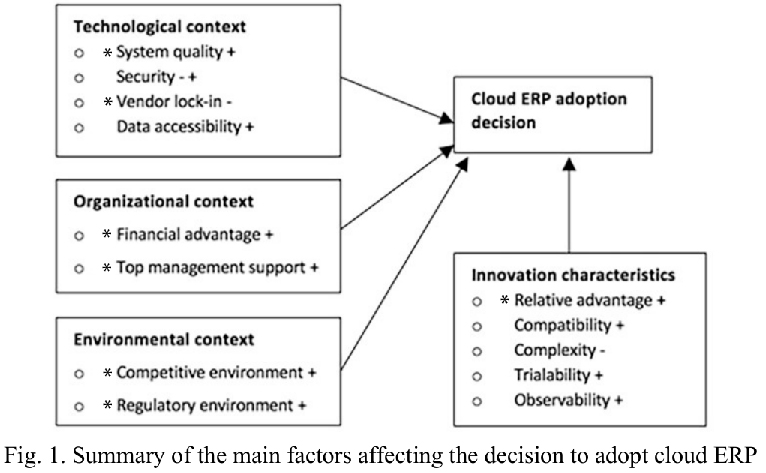 Technological context
○ * System quality +
○ Security - +
○ * Vendor lock-in -
○ Data accessibility +
Cloud ERP adoption
decision
Organizational context
○ * Financial advantage +
○ * Top management support +
Environmental context
○ * Competitive environment +
○ * Regulatory environment +
Innovation characteristics
○ * Relative advantage +
○ Compatibility +
○ Complexity -
○ Trialability +
○ Observability +
Fig. 1. Summary of the main factors affecting the decision to adopt cloud ERP